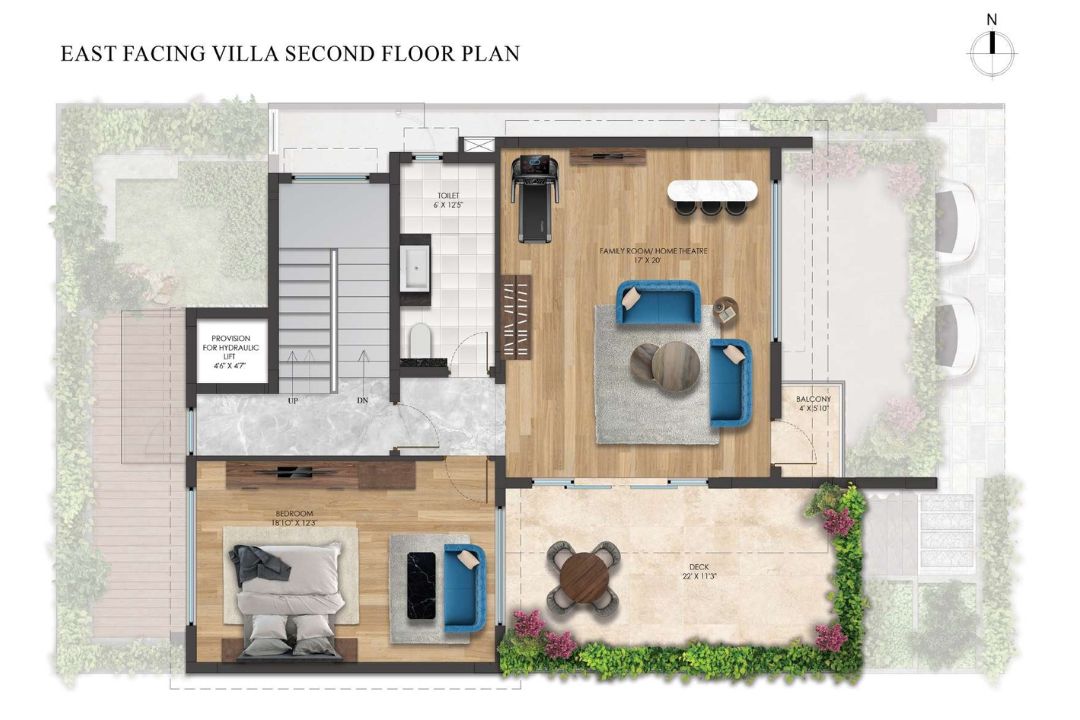 N
EAST FACING VILLA SECOND FLOOR PLAN
TOILET
6' X 12'5"
FAMILY ROOM/ HOME THEATRE
17' X 20'
PROVISION
FOR HYDRAULIC
LIFT
4'6" X 4'7"
UP
DN
BALCONY
4' X 5'10"
BEDROOM
18'1O" X 12'3"
DECK
22' X 11'3"